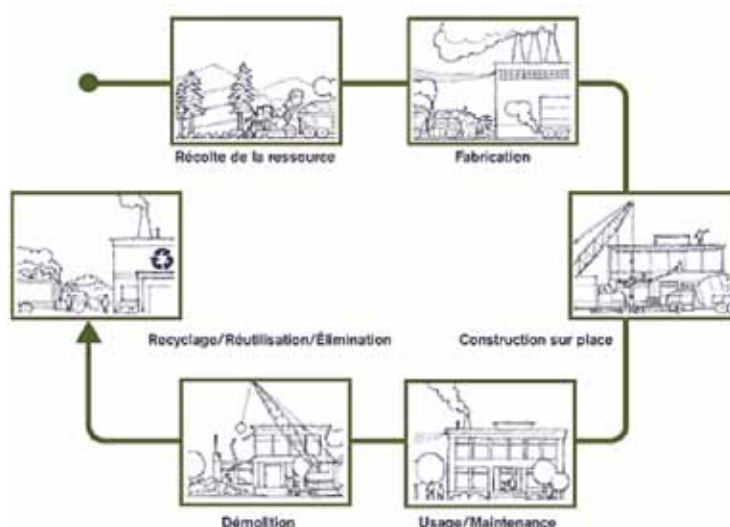 Récolte de la ressource
Fabrication
Construction sur place
Usage/Maintenance
Démolition
Recyclage/Réutilisation/Élimination